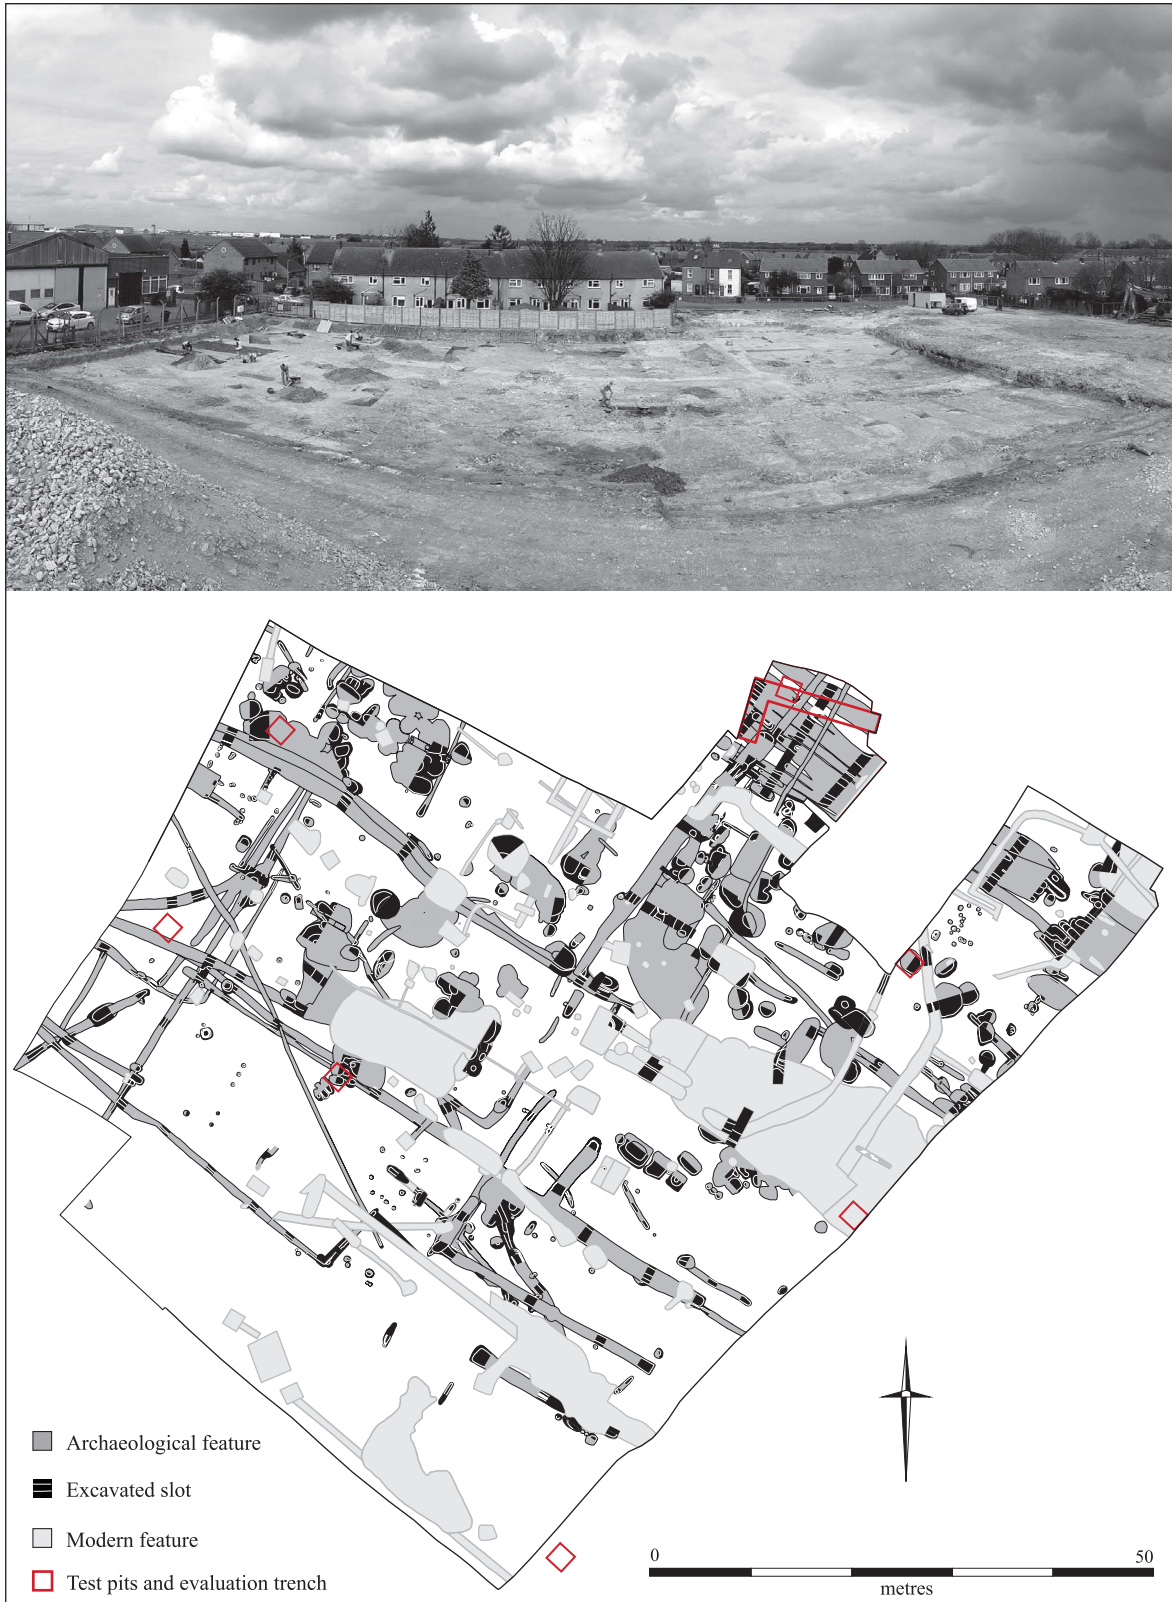 Archaeological feature
Excavated slot
Modern feature
Test pits and evaluation trench
0 50
metres